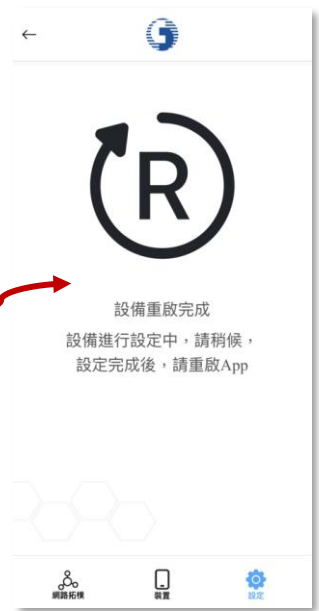 R
設備重啟完成
設備進行設定中，請稍候，
設定完成後，請重啟App
網路拓樸
裝置
設定